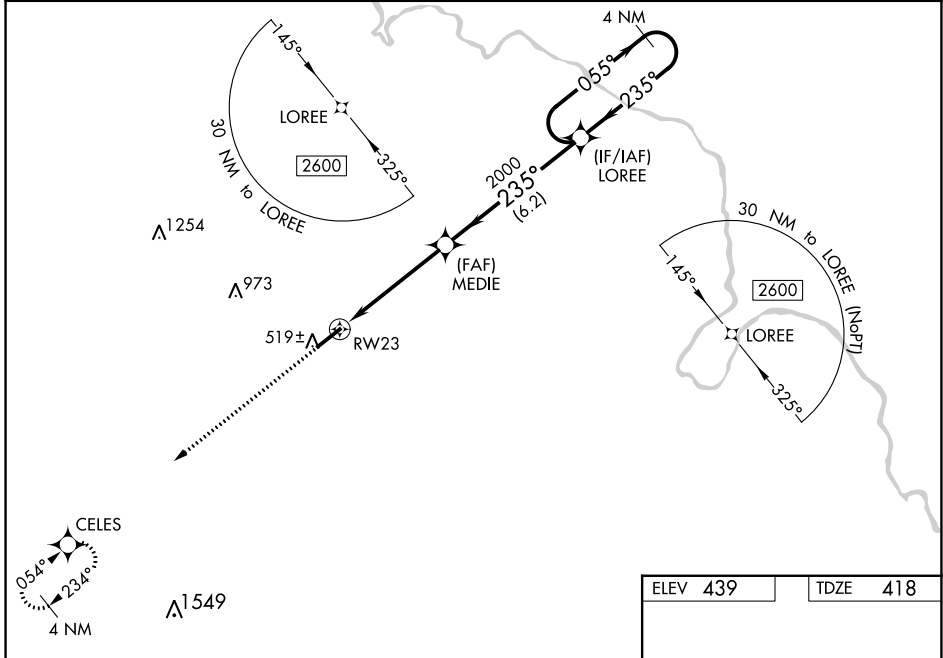 4 NM
145°
055°
235°
LOREE
2600
325°
30 NM to LOREE
(IF/IAF)
LOREE
2000
235°
(6.2)
1254
30 NM to LOREE (NoPT)
145°
2600
LOREE
325°
(FAF)
MEDIE
973
519±
RW23
CELES
054°
234°
4 NM
1549
ELEV 439
TDZE 418